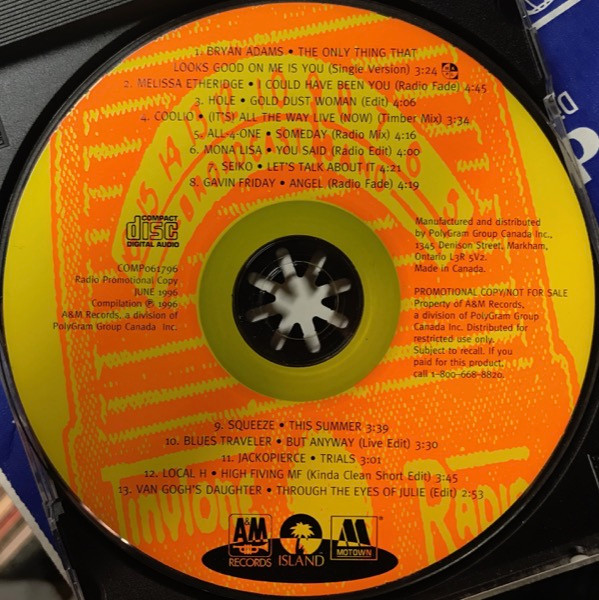 1. BRYAN ADAMS • THE ONLY THING THAT
LOOKS GOOD ON ME IS YOU (Single Version) 3:24
2. MELISSA ETHERIDGE • I COULD HAVE BEEN YOU (Radio Fade) 4:45
3. HOLE • GOLD DUST WOMAN (Edit) 4:06
4. COOLIO • (IT'S) ALL THE WAY LIVE (NOW) (Timber Mix) 3:34
5. ALL-4-ONE • SOMEDAY (Radio Mix) 4:16
6. MONA LISA • YOU SAID (Radio Edit) 4:00
7. SEIKO • LET'S TALK ABOUT IT 4:21
8. GAVIN FRIDAY • ANGEL (Radio Fade) 4:19
COMPACT
disc
DIGITAL AUDIO
COMP061796
Radio Promotional Copy
JUNE 1996
Compilation ℗ 1996
A&M Records, a division of
PolyGram Group Canada Inc.
Manufactured and distributed
by PolyGram Group Canada Inc.,
1345 Denison Street, Markham,
Ontario L3R 5V2.
Made in Canada.
PROMOTIONAL COPY/NOT FOR SALE
Property of A&M Records,
a division of PolyGram Group
Canada Inc. Distributed for
restricted use only.
Subject to recall. If you
paid for this product,
call 1-800-668-8820.
9. SQUEEZE • THIS SUMMER 3:39
10. BLUES TRAVELER • BUT ANYWAY (Live Edit) 3:30
11. JACKOPIERCE • TRIALS 3:01
12. LOCAL H • HIGH FIVING MF (Kinda Clean Short Edit) 3:45
13. VAN GOGH'S DAUGHTER • THROUGH THE EYES OF JULIE (Edit) 2:53
Radio
A&M
RECORDS
ISLAND
MOTOWN